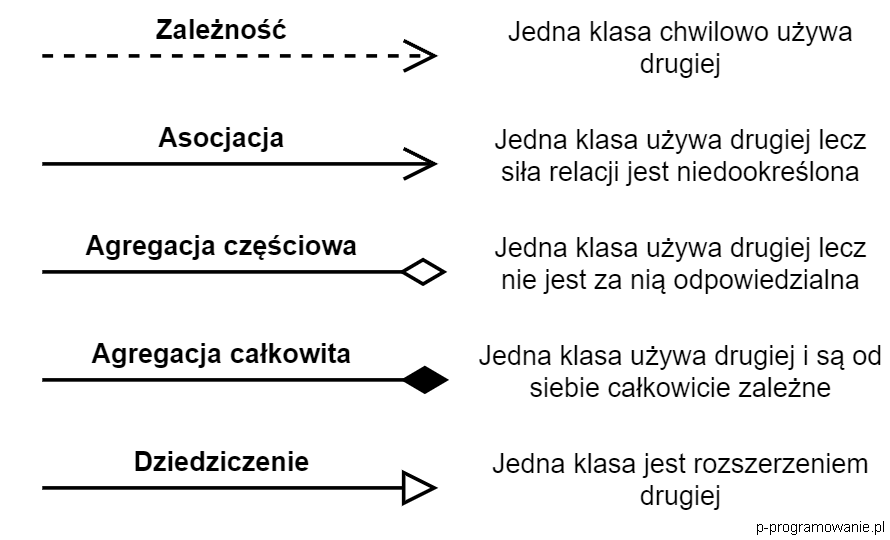 Zależność
Jedna klasa chwilowo używa
drugiej
Asocjacja
Jedna klasa używa drugiej lecz
siła relacji jest niedookreślona
Agregacja częściowa
Jedna klasa używa drugiej lecz
nie jest za nią odpowiedzialna
Agregacja całkowita
Jedna klasa używa drugiej i są od
siebie całkowicie zależne
Dziedziczenie
Jedna klasa jest rozszerzeniem
drugiej
p-programowanie.pl